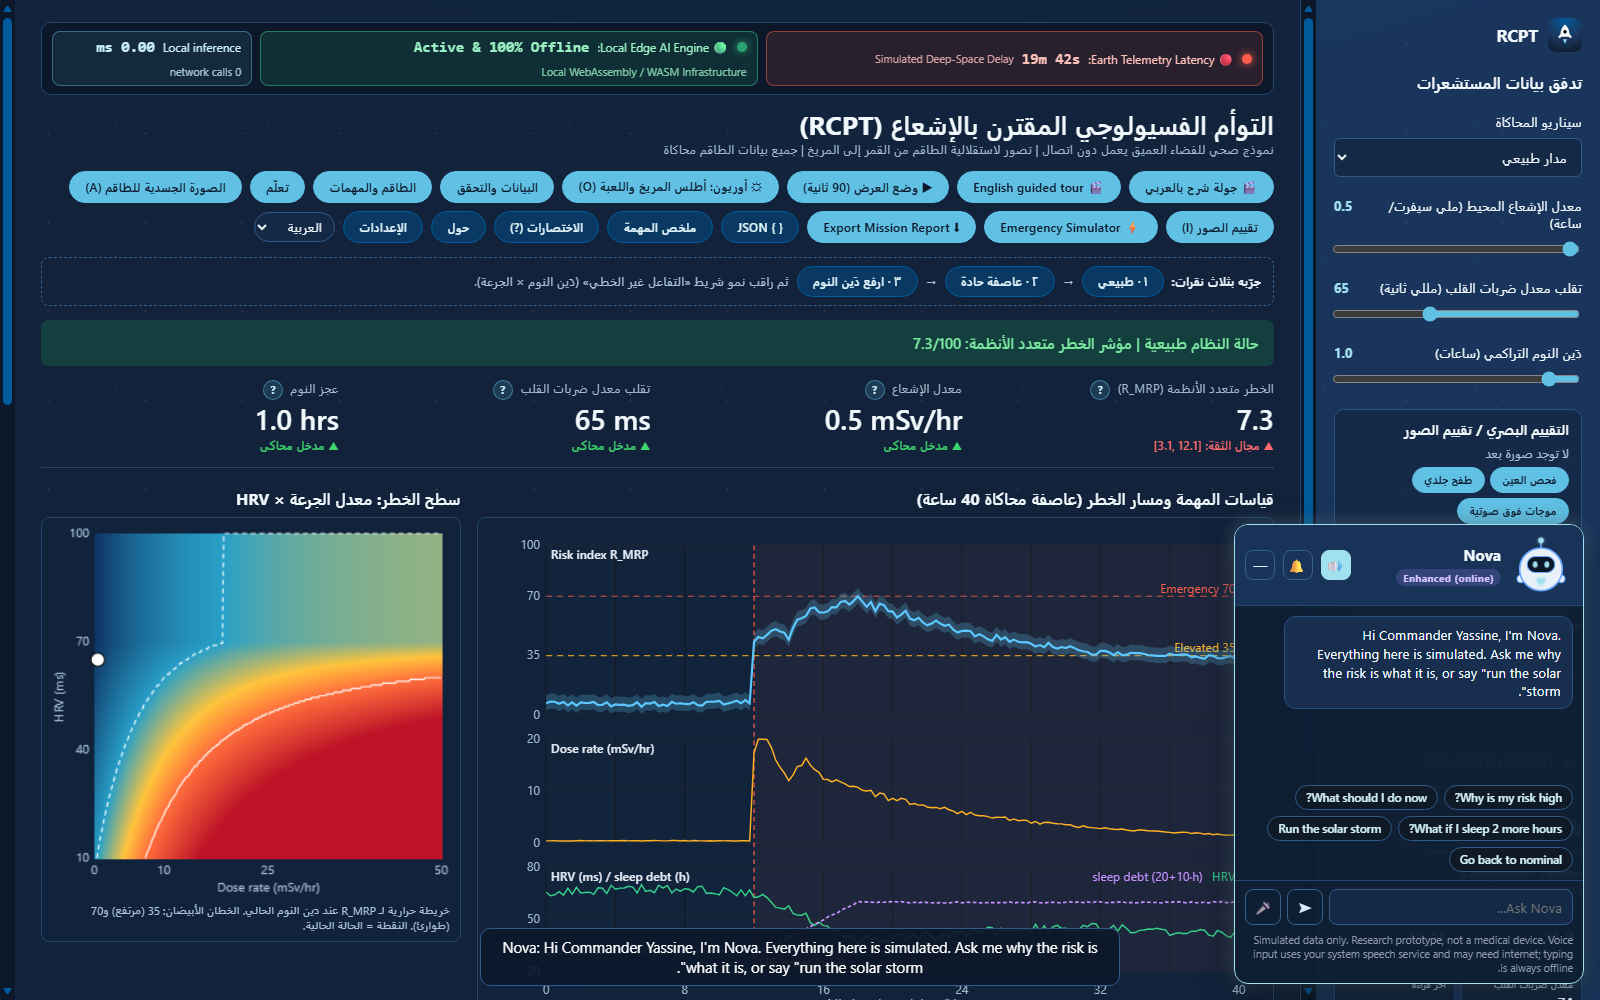 RCPT
تدفق بيانات المستشعرات
سيناريو المحاكاة
مدار طبيعي
معدل الإشعاع المحيط (ملي سيفرت/ساعة)
0.5
تقلب معدل ضربات القلب (مللي ثانية)
65
دَين النوم التراكمي (ساعات)
1.0
التقييم البصري / تقييم الصور
لا توجد صورة بعد
فحص العين
طفح جلدي
موجات فوق صوتية
Earth Telemetry Latency: 19m 42s Simulated Deep-Space Delay
Local Edge AI Engine: Active & 100% Offline
Local WebAssembly / WASM Infrastructure
Local inference 0.00 ms
0 network calls
التوأم الفسيولوجي المقترن بالإشعاع (RCPT)
نموذج صحي للفضاء العميق يعمل دون اتصال | تصور لاستقلالية الطاقم من القمر إلى المريخ | جميع بيانات الطاقم محاكاة
جولة شرح بالعربي
English guided tour
▶ وضع العرض (90 ثانية)
أوريون: أطلس المريخ واللعبة (O)
البيانات والتحقق
الطاقم والمهمات
تعلّم
الصورة الجسدية للطاقم (A)
تقييم الصور (I)
Emergency Simulator
Export Mission Report ⬇
{ } JSON
ملخص المهمة
الاختصارات (?)
حول
الإعدادات
العربية
جرّبه بثلاث نقرات:
١· طبيعي
→
٢· عاصفة حادة
→
٣· ارفع دَين النوم
ثم راقب نمو شريط «التفاعل غير الخطي» (دَين النوم × الجرعة).
حالة النظام طبيعية | مؤشر الخطر متعدد الأنظمة: 7.3/100
الخطر متعدد الأنظمة (R_MRP) ?
7.3
▲ مجال الثقة: [3.1, 12.1]
معدل الإشعاع ?
0.5 mSv/hr
▲ مدخل محاكى
تقلب معدل ضربات القلب ?
65 ms
▲ مدخل محاكى
عجز النوم ?
1.0 hrs
▲ مدخل محاكى
قياسات المهمة ومسار الخطر (عاصفة محاكاة 40 ساعة)
Risk index R_MRP
100
70
35
0
Emergency 70
Elevated 35
Dose rate (mSv/hr)
20
10
0
HRV (ms) / sleep debt (h)
80
50
20
sleep debt (20+10·h)
HRV
0 8 16 24 32 40
سطح الخطر: معدل الجرعة × HRV
HRV (ms)
100
70
40
10
0 10 25 50
Dose rate (mSv/hr)
خريطة حرارية لـ R_MRP عند دين النوم الحالي. الخطان الأبيضان: 35 (مرتفع) و70
(طوارئ). النقطة = الحالة الحالية.
Nova
Enhanced (online)
Hi Commander Yassine, I'm Nova.
Everything here is simulated. Ask me why
the risk is what it is, or say "run the solar
storm".
Why is my risk high?
What should I do now?
What if I sleep 2 more hours?
Run the solar storm
Go back to nominal
Ask Nova...
Simulated data only. Research prototype, not a medical device. Voice
input uses your system speech service and may need internet; typing
is always offline.
Nova: Hi Commander Yassine, I'm Nova. Everything here is simulated. Ask me why the risk is
what it is, or say "run the solar storm".